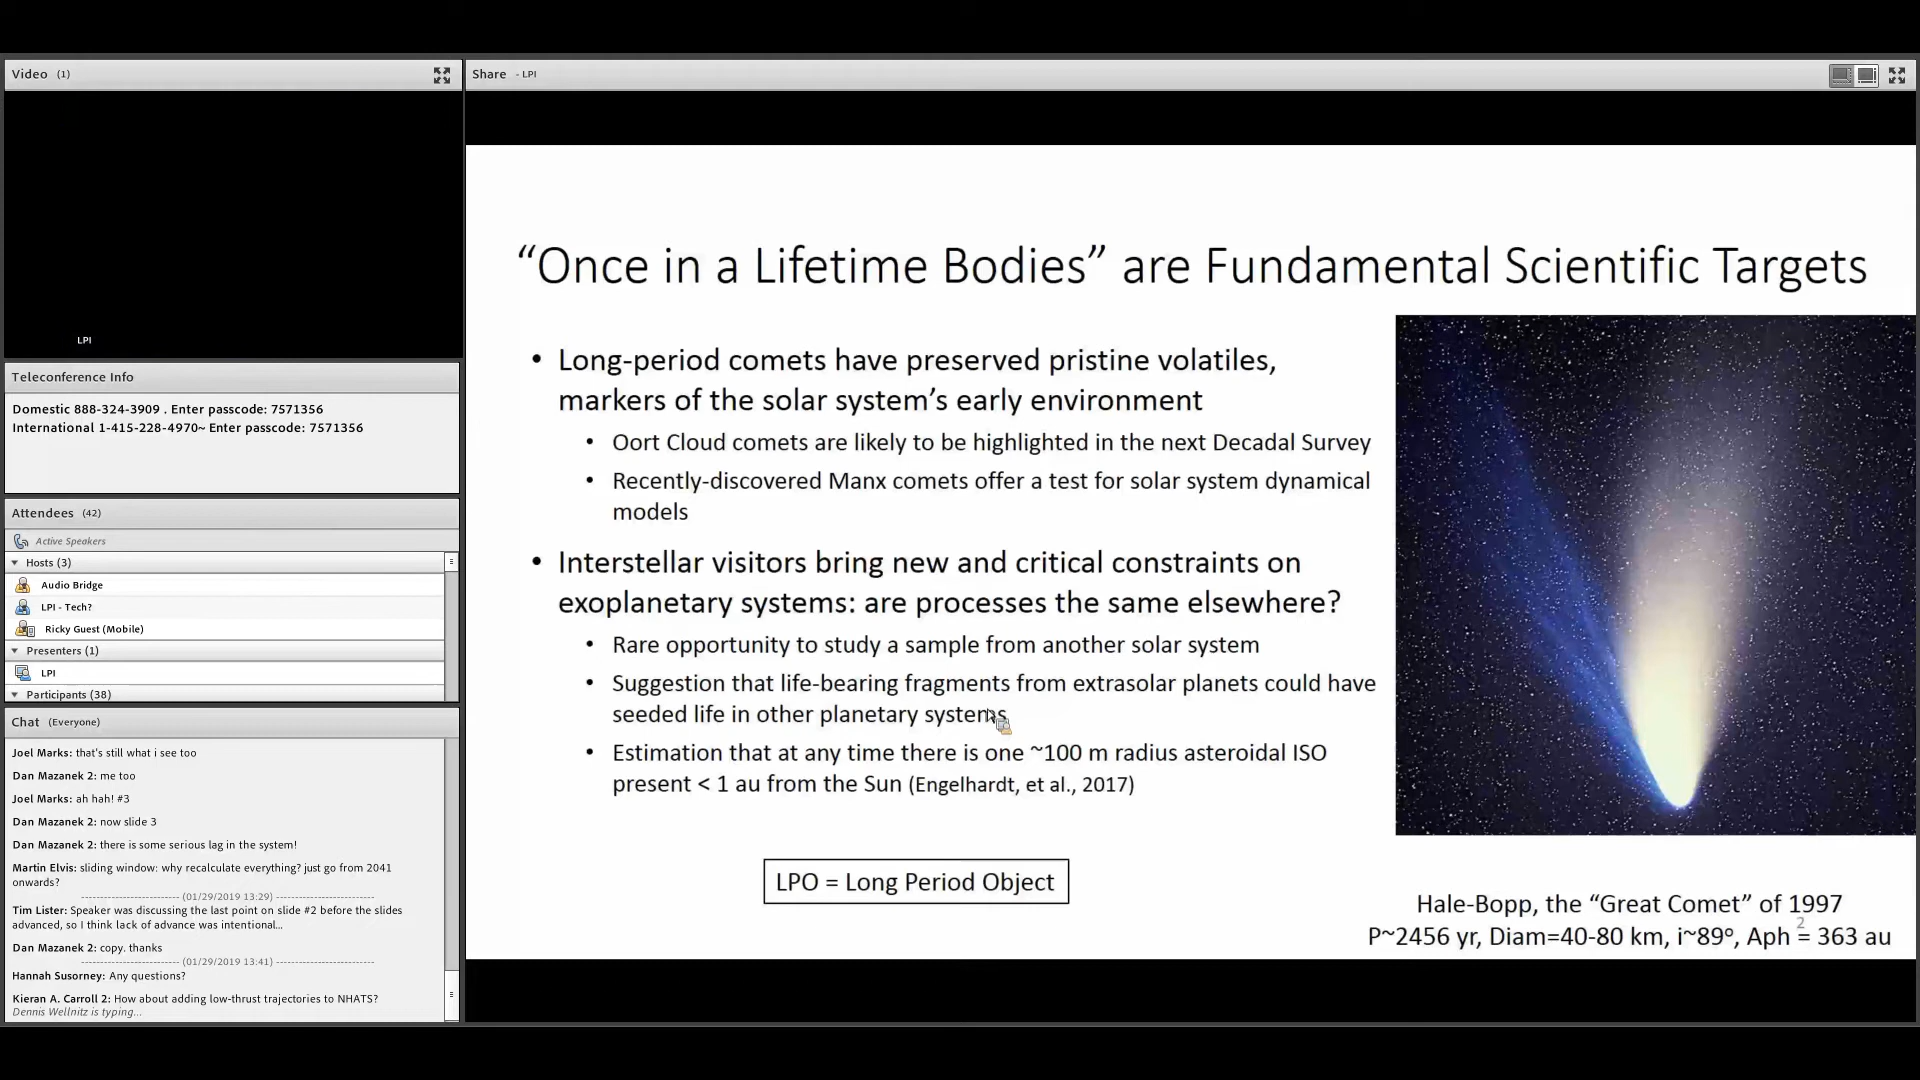 Video (1)
LPI
Teleconference Info
Domestic 888-324-3909 . Enter passcode: 7571356
International 1-415-228-4970~ Enter passcode: 7571356
Attendees (42)
Active Speakers
Hosts (3)
Audio Bridge
LPI - Tech?
Ricky Guest (Mobile)
Presenters (1)
LPI
Participants (38)
Chat (Everyone)
Joel Marks: that's still what i see too
Dan Mazanek 2: me too
Joel Marks: ah hah! #3
Dan Mazanek 2: now slide 3
Dan Mazanek 2: there is some serious lag in the system!
Martin Elvis: sliding window: why recalculate everything? just go from 2041
onwards?
-------------------- (01/29/2019 13:29) --------------------
Tim Lister: Speaker was discussing the last point on slide #2 before the slides
advanced, so I think lack of advance was intentional...
Dan Mazanek 2: copy. thanks
-------------------- (01/29/2019 13:41) --------------------
Hannah Susorney: Any questions?
Kieran A. Carroll 2: How about adding low-thrust trajectories to NHATS?
Dennis Wellnitz is typing...
Share - LPI
“Once in a Lifetime Bodies” are Fundamental Scientific Targets
• Long-period comets have preserved pristine volatiles,
markers of the solar system’s early environment
• Oort Cloud comets are likely to be highlighted in the next Decadal Survey
• Recently-discovered Manx comets offer a test for solar system dynamical
models
• Interstellar visitors bring new and critical constraints on
exoplanetary systems: are processes the same elsewhere?
• Rare opportunity to study a sample from another solar system
• Suggestion that life-bearing fragments from extrasolar planets could have
seeded life in other planetary systems
• Estimation that at any time there is one ~100 m radius asteroidal ISO
present < 1 au from the Sun (Engelhardt, et al., 2017)
LPO = Long Period Object
Hale-Bopp, the “Great Comet” of 1997
2
P~2456 yr, Diam=40-80 km, i~89º, Aph = 363 au